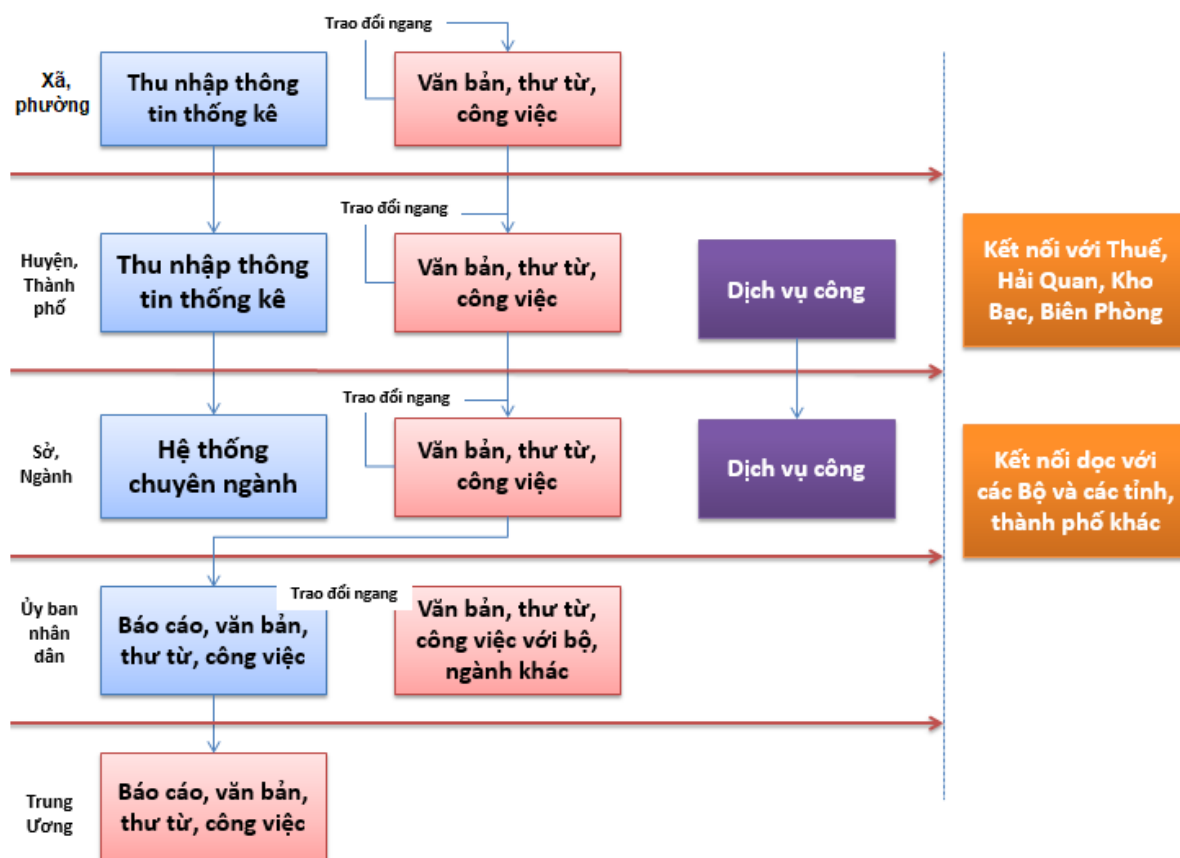 Trao đổi ngang
Xã,
phường
Thu nhập thông
tin thống kê
Văn bản, thư từ,
công việc
Trao đổi ngang
Huyện,
Thành
phố
Thu nhập thông
tin thống kê
Văn bản, thư từ,
công việc
Dịch vụ công
Kết nối với Thuế,
Hải Quan, Kho
Bạc, Biên Phòng
Trao đổi ngang
Sở,
Ngành
Hệ thống
chuyên ngành
Văn bản, thư từ,
công việc
Dịch vụ công
Kết nối dọc với
các Bộ và các tỉnh,
thành phố khác
Trao đổi ngang
Ủy ban
nhân
dân
Báo cáo, văn bản,
thư từ, công việc
Văn bản, thư từ,
công việc với bộ,
ngành khác
Trung
Ương
Báo cáo, văn bản,
thư từ, công việc